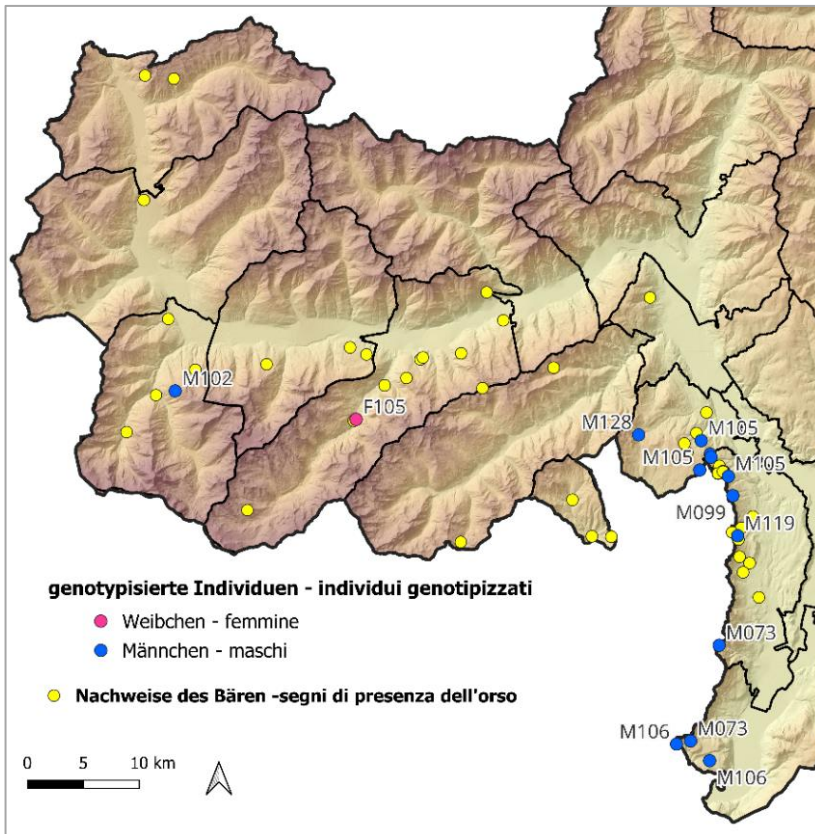 M102
F105
M128
M105
M105
M105
M099
M119
M073
M106
M073
M106
genotypisierte Individuen - individui genotipizzati
Weibchen - femmine
Männchen - maschi
Nachweise des Bären -segni di presenza dell'orso
0 5 10 km